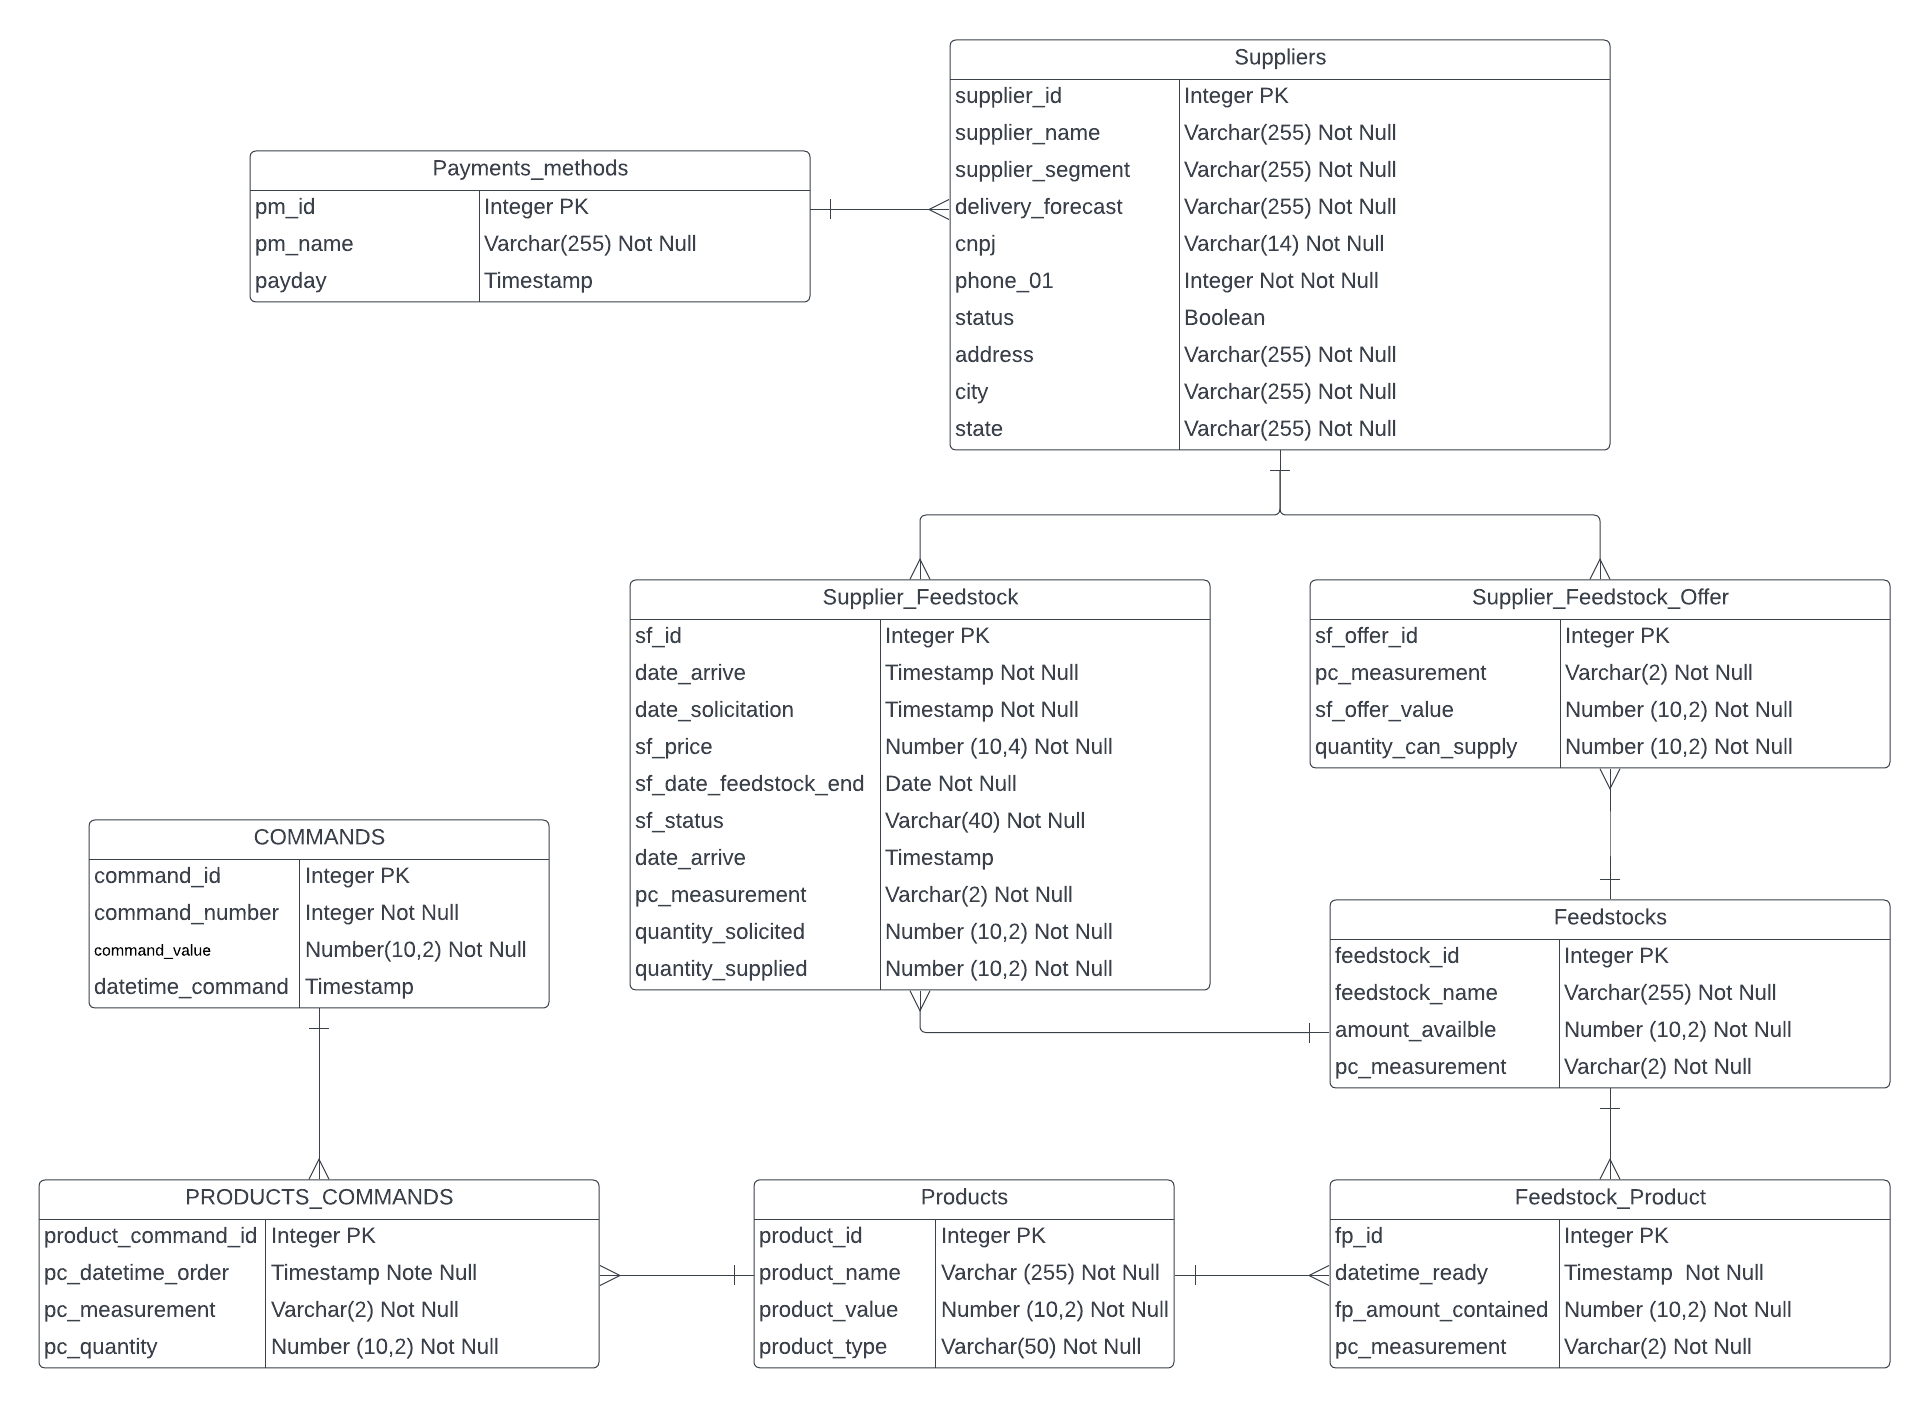 Suppliers
supplier_id Integer PK
supplier_name Varchar(255) Not Null
supplier_segment Varchar(255) Not Null
delivery_forecast Varchar(255) Not Null
cnpj Varchar(14) Not Null
phone_01 Integer Not Not Null
status Boolean
address Varchar(255) Not Null
city Varchar(255) Not Null
state Varchar(255) Not Null
Payments_methods
pm_id Integer PK
pm_name Varchar(255) Not Null
payday Timestamp
Supplier_Feedstock
sf_id Integer PK
date_arrive Timestamp Not Null
date_solicitation Timestamp Not Null
sf_price Number (10,4) Not Null
sf_date_feedstock_end Date Not Null
sf_status Varchar(40) Not Null
date_arrive Timestamp
pc_measurement Varchar(2) Not Null
quantity_solicited Number (10,2) Not Null
quantity_supplied Number (10,2) Not Null
Supplier_Feedstock_Offer
sf_offer_id Integer PK
pc_measurement Varchar(2) Not Null
sf_offer_value Number (10,2) Not Null
quantity_can_supply Number (10,2) Not Null
COMMANDS
command_id Integer PK
command_number Integer Not Null
command_value Number(10,2) Not Null
datetime_command Timestamp
Feedstocks
feedstock_id Integer PK
feedstock_name Varchar(255) Not Null
amount_availble Number (10,2) Not Null
pc_measurement Varchar(2) Not Null
PRODUCTS_COMMANDS
product_command_id Integer PK
pc_datetime_order Timestamp Note Null
pc_measurement Varchar(2) Not Null
pc_quantity Number (10,2) Not Null
Products
product_id Integer PK
product_name Varchar (255) Not Null
product_value Number (10,2) Not Null
product_type Varchar(50) Not Null
Feedstock_Product
fp_id Integer PK
datetime_ready Timestamp  Not Null
fp_amount_contained Number (10,2) Not Null
pc_measurement Varchar(2) Not Null